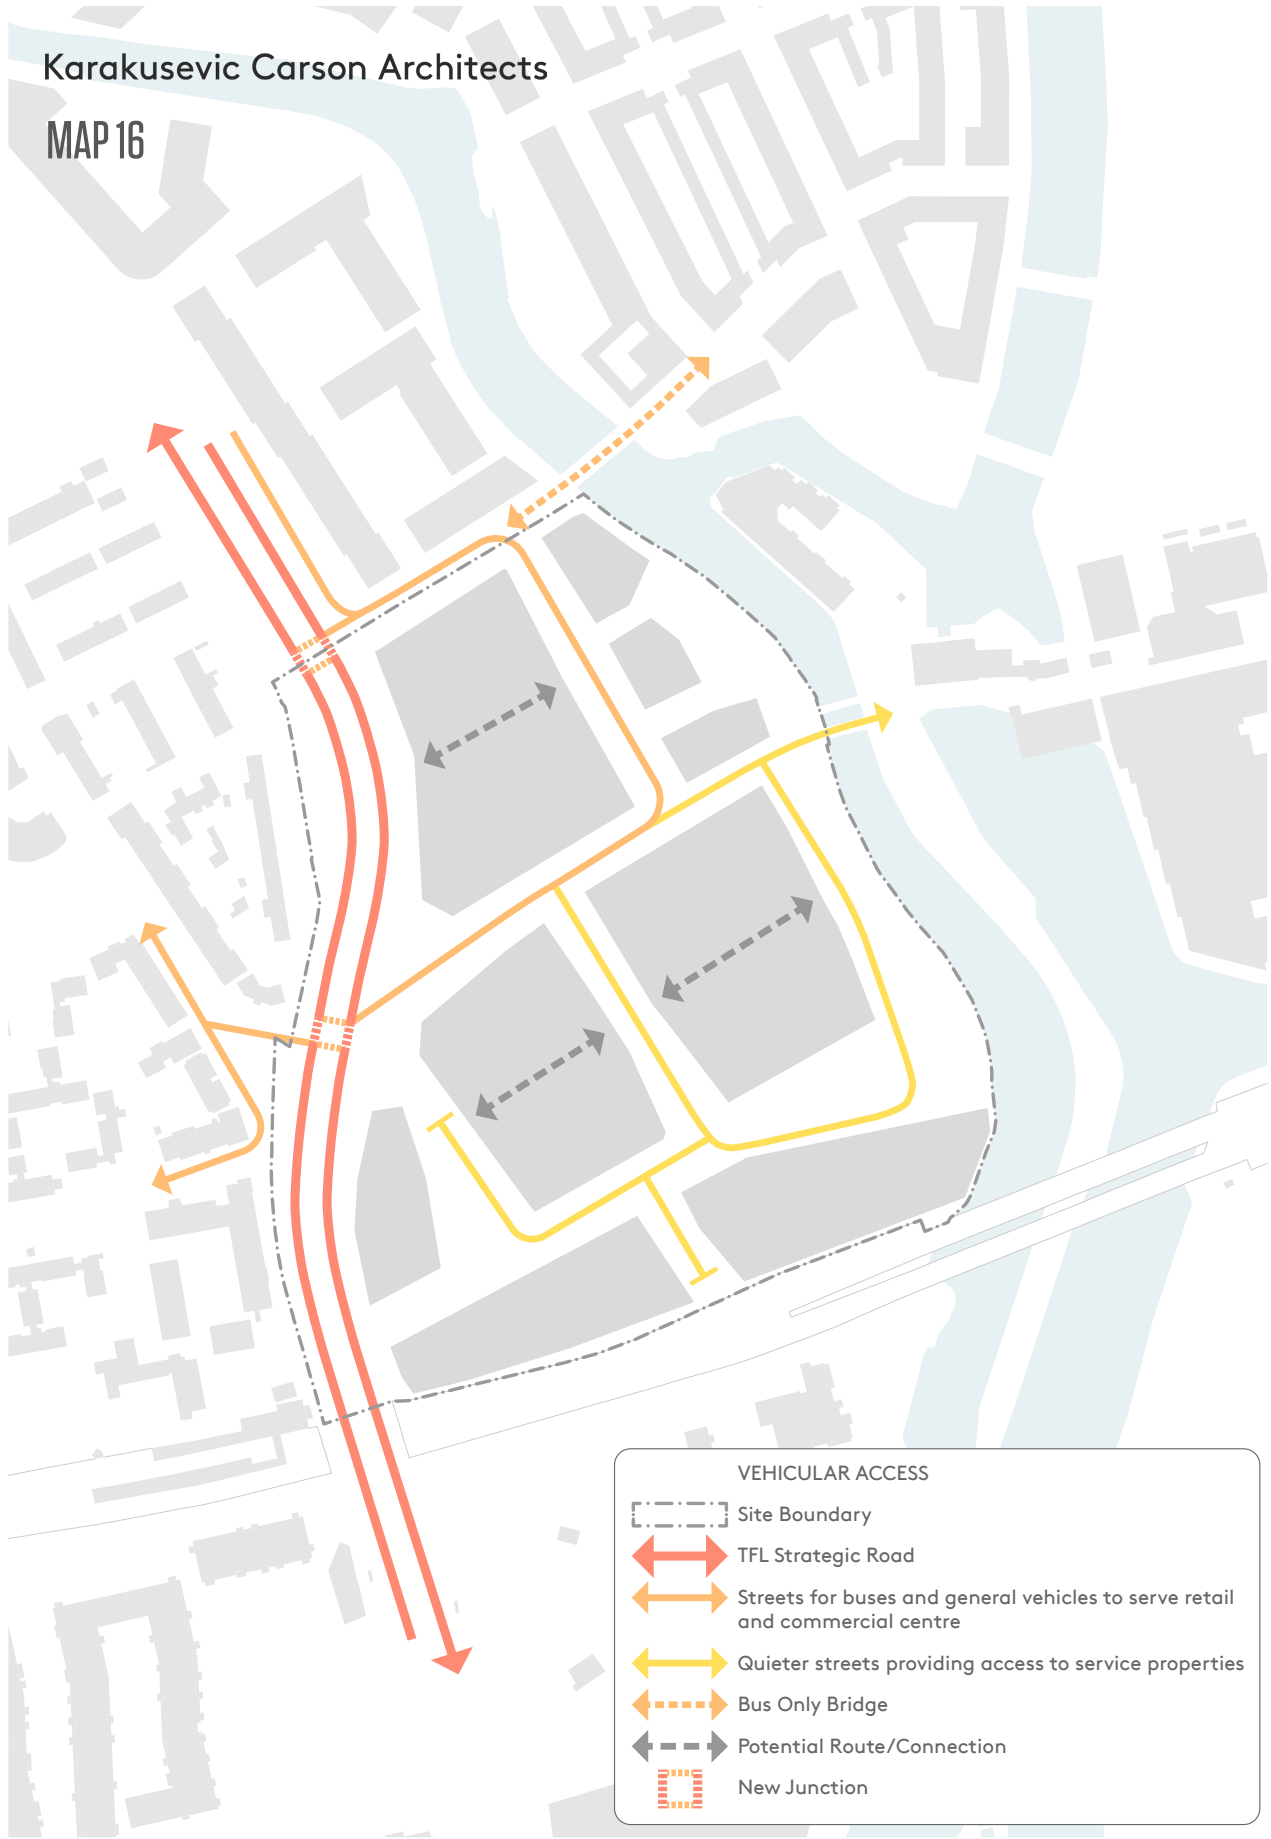 Karakusevic Carson Architects
MAP 16
VEHICULAR ACCESS
Site Boundary
TFL Strategic Road
Streets for buses and general vehicles to serve retail
and commercial centre
Quieter streets providing access to service properties
Bus Only Bridge
Potential Route/Connection
New Junction